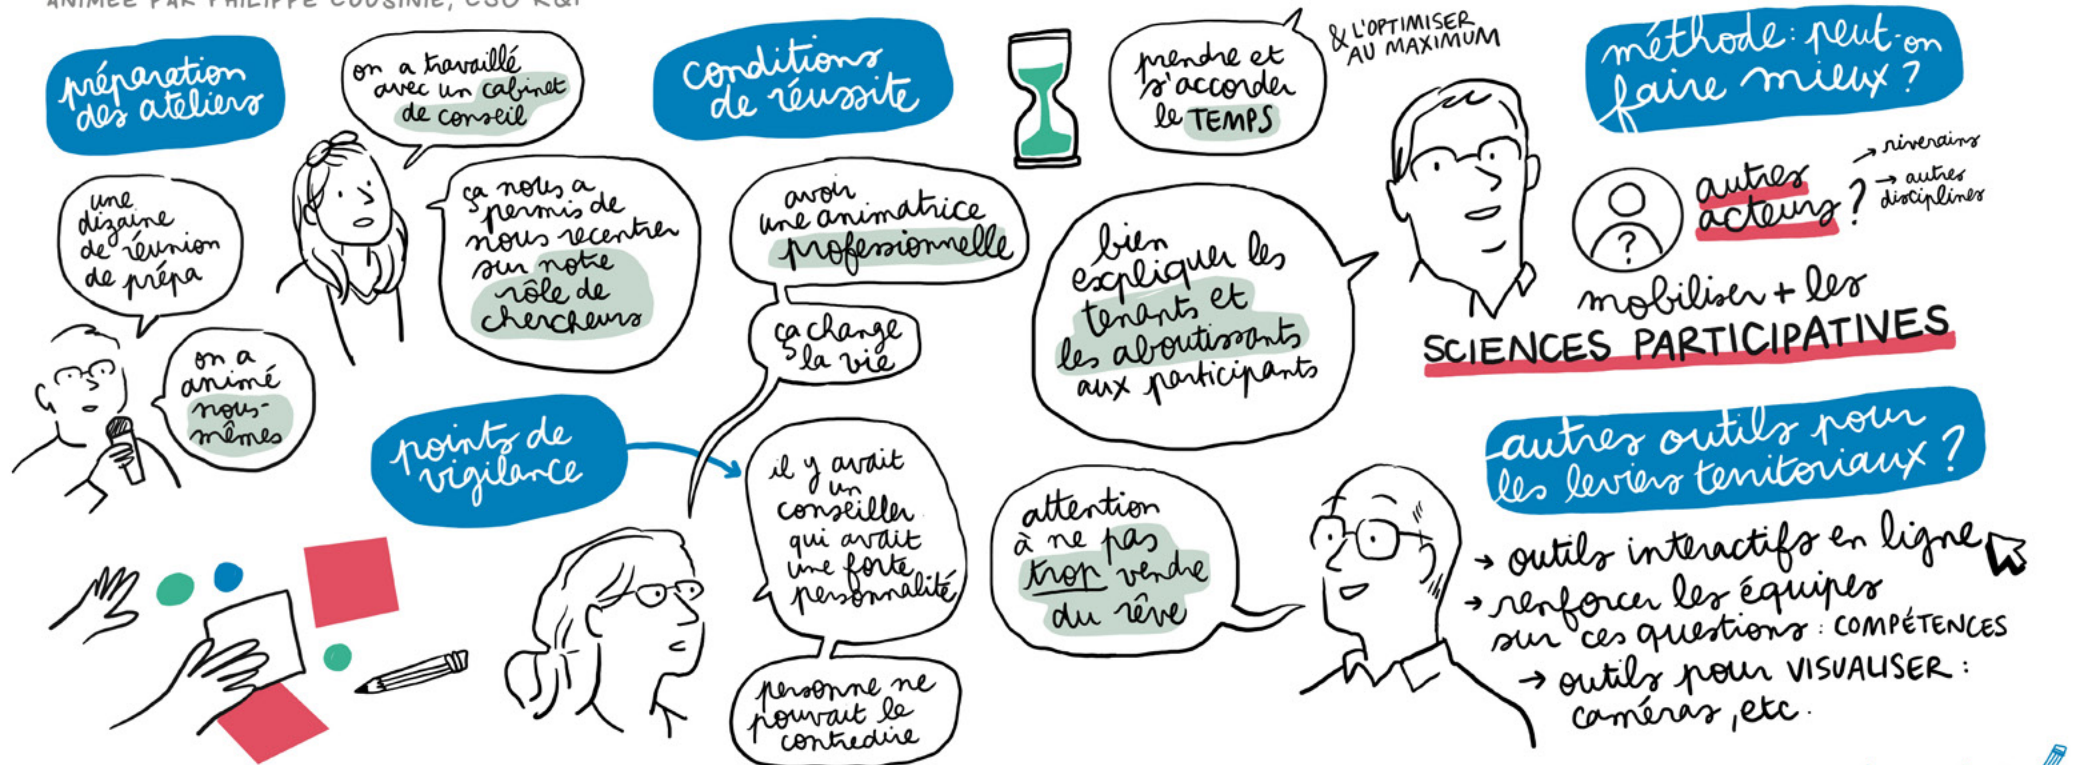 ANIMÉE PAR PHILIPPE COUSINIÉ, CSO R&I
préparation
des ateliers
une
dizaine
de réunion
de prépa
on a
animé
nous-
mêmes
on a travaillé
avec un cabinet
de conseil
ça nous a
permis de
nous recentrer
sur notre
rôle de
chercheurs
conditions
de réussite
avoir
une animatrice
professionnelle
ça change
la vie
prendre et
s'accorder
le TEMPS
& L'OPTIMISER
AU MAXIMUM
bien
expliquer les
tenants et
les aboutissants
aux participants
points de
vigilance
il y avait
un
conseiller
qui avait
une forte
personnalité
personne ne
pouvait le
contredire
attention
à ne pas
trop vendre
du rêve
méthode : peut-on
faire mieux ?
autres
acteurs ?
→ riverains
→ autres
disciplines
mobiliser + les
SCIENCES PARTICIPATIVES
autres outils pour
les leviers territoriaux ?
→ outils interactifs en ligne
→ renforcer les équipes
sur ces questions : COMPÉTENCES
→ outils pour VISUALISER :
caméras, etc.